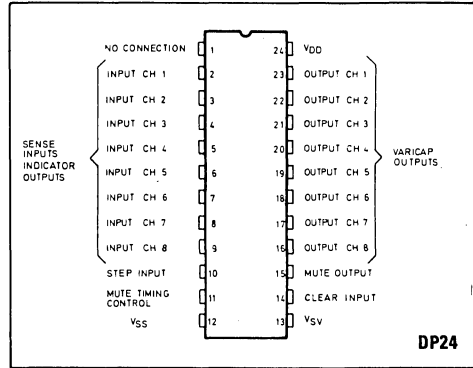 NO CONNECTION 1 24 VDD
INPUT CH 1 2 23 OUTPUT CH 1
INPUT CH 2 3 22 OUTPUT CH 2
INPUT CH 3 4 21 OUTPUT CH 3
INPUT CH 4 5 20 OUTPUT CH 4
INPUT CH 5 6 19 OUTPUT CH 5
INPUT CH 6 7 18 OUTPUT CH 6
INPUT CH 7 8 17 OUTPUT CH 7
INPUT CH 8 9 16 OUTPUT CH 8
SENSE
INPUTS
INDICATOR
OUTPUTS
VARICAP
OUTPUTS
STEP INPUT 10 15 MUTE OUTPUT
MUTE TIMING
CONTROL 11 14 CLEAR INPUT
VSS 12 13 VSV
DP24